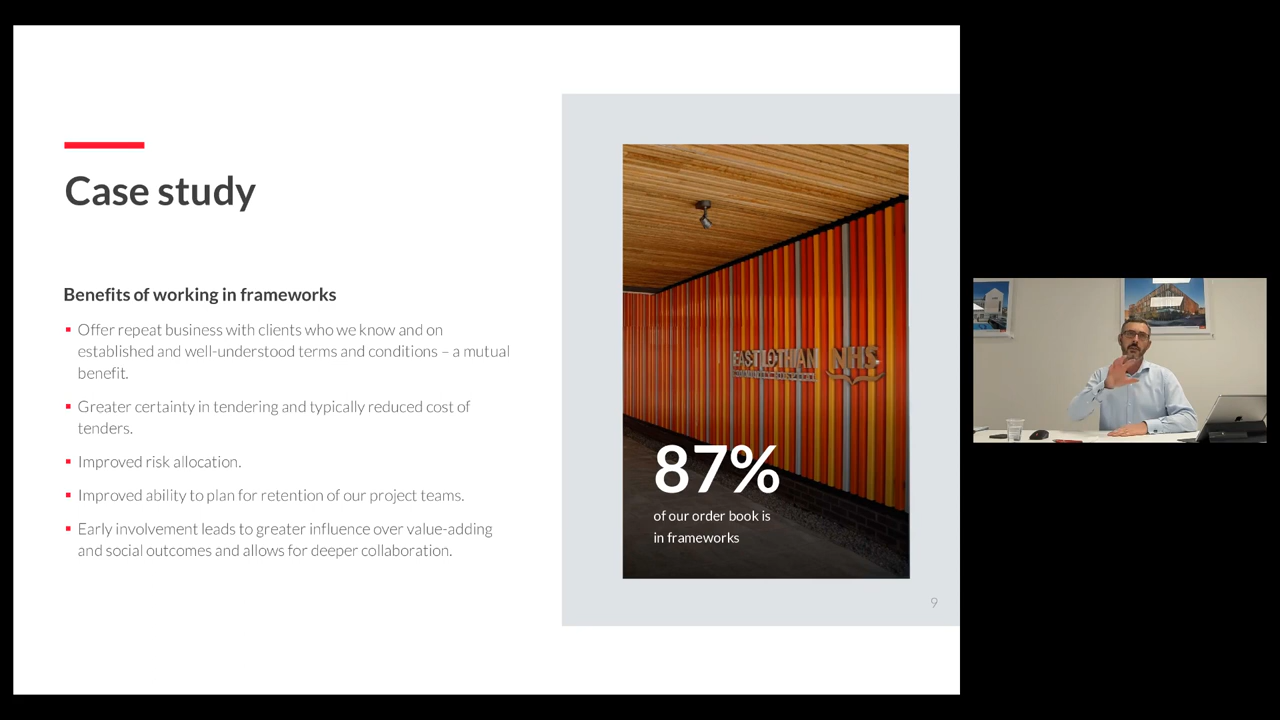 Case study
Benefits of working in frameworks
Offer repeat business with clients who we know and on
established and well-understood terms and conditions – a mutual
benefit.
Greater certainty in tendering and typically reduced cost of
tenders.
Improved risk allocation.
Improved ability to plan for retention of our project teams.
Early involvement leads to greater influence over value-adding
and social outcomes and allows for deeper collaboration.
EAST LOTHIAN NHS
COMMUNITY HOSPITAL
87%
of our order book is
in frameworks
9